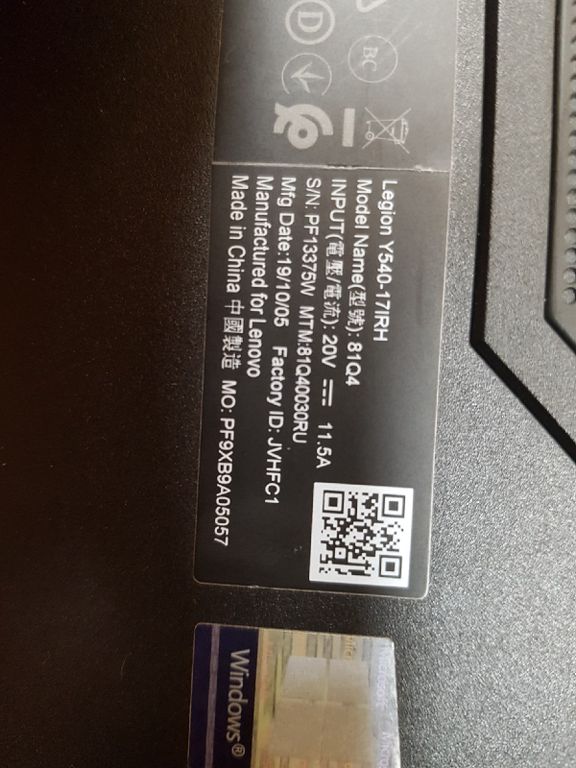 BC
D
Legion Y540-17IRH
Model Name(型號): 81Q4
INPUT(電壓/電流): 20V ⎓ 11.5A
S/N: PF13375W MTM:81Q40030RU
Mfg Date:19/10/05 Factory ID: JVHFC1
Manufactured for Lenovo
Made in China 中國製造 MO: PF9XB9A05057
Windows®